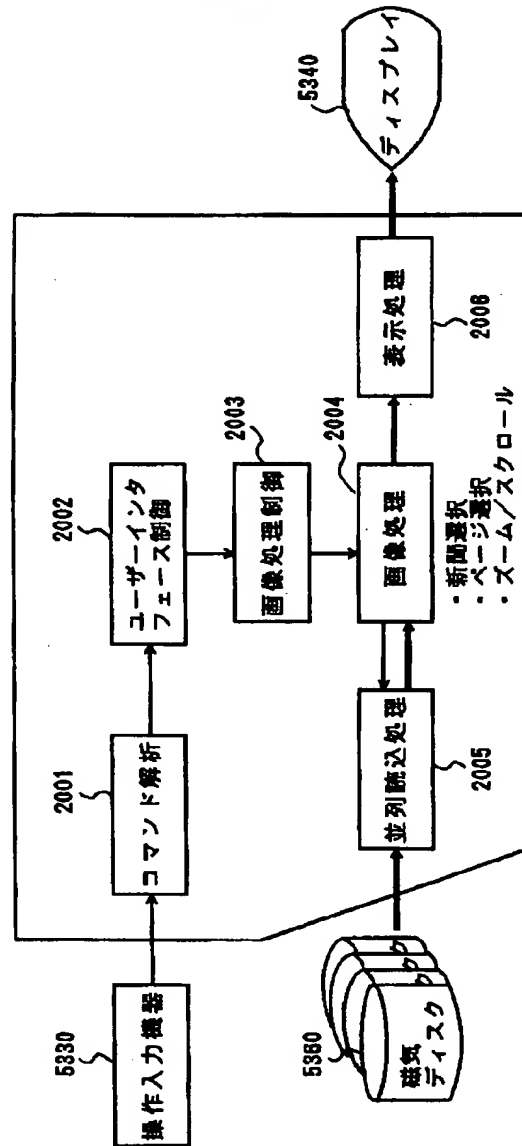 5330
操作入力機器
2001
コマンド解析
2002
ユーザーインタ
フェース制御
2003
画像処理制御
2004
画像処理
・新聞選択
・ページ選択
・ズーム／スクロール
2005
並列読込処理
2006
表示処理
5340
ディスプレイ
5360
磁気
ディスク
ク
ク
ク